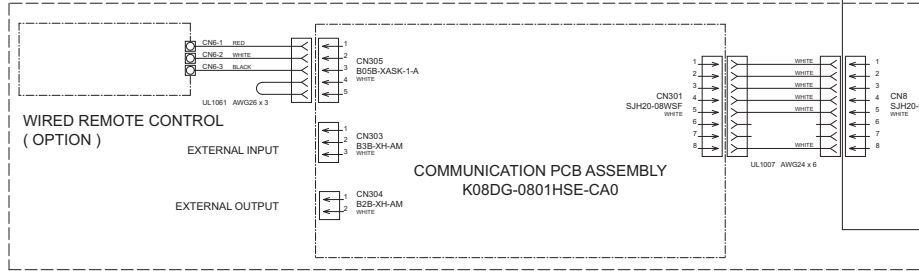 CN6-1 RED
CN6-2 WHITE
CN6-3 BLACK
UL1061 AWG26 x 3
WIRED REMOTE CONTROL
( OPTION )
1
2
3
4
5
CN305
B05B-XASK-1-A
WHITE
EXTERNAL INPUT
1
2
3
CN303
B3B-XH-AM
WHITE
EXTERNAL OUTPUT
1
2
CN304
B2B-XH-AM
WHITE
COMMUNICATION PCB ASSEMBLY
K08DG-0801HSE-CA0
CN301
SJH20-08WSF
WHITE
1
2
3
4
5
6
7
8
WHITE
WHITE
WHITE
WHITE
WHITE
WHITE
UL1007 AWG24 x 6
1
2
3
4
5
6
7
8
CN8
SJH20-
WHITE